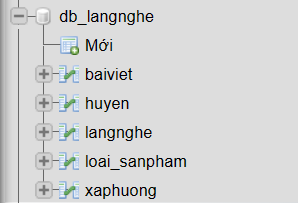 db_langnghe
Mới
baiviet
huyen
langnghe
loai_sanpham
xaphuong